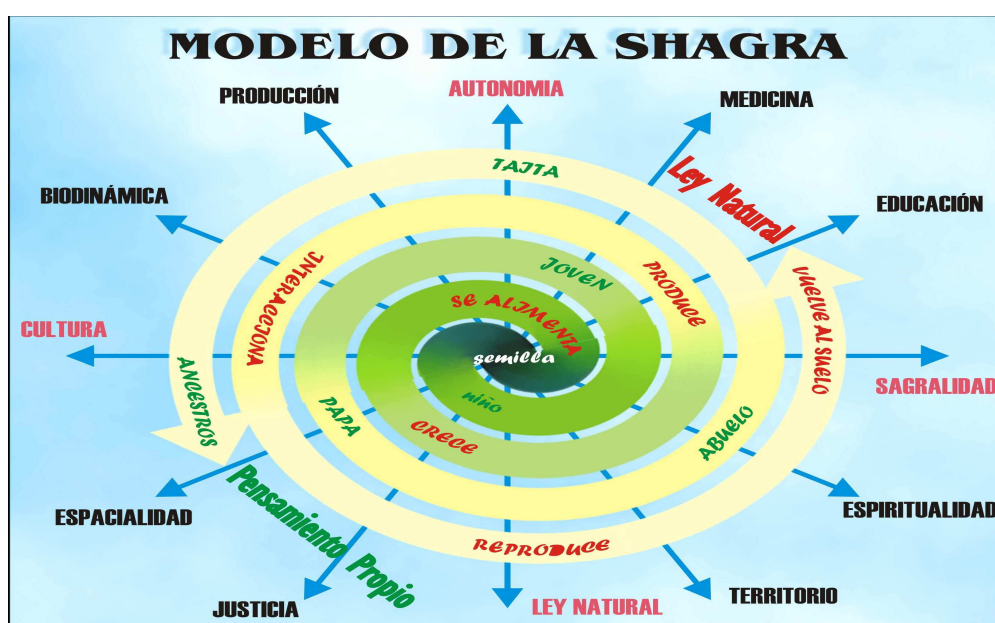 MODELO DE LA SHAGRA
AUTONOMIA
PRODUCCIÓN
MEDICINA
TAITA
Ley Natural
BIODINÁMICA
EDUCACIÓN
JOVEN
PRODUCE
INTERACCIONA
VUELVE AL SUELO
SE ALIMENTA
CULTURA
semilla
SAGRALIDAD
ANCESTROS
niño
PAPA
CRECE
ABUELO
Pensamiento Propio
ESPACIALIDAD
ESPIRITUALIDAD
REPRODUCE
JUSTICIA
LEY NATURAL
TERRITORIO